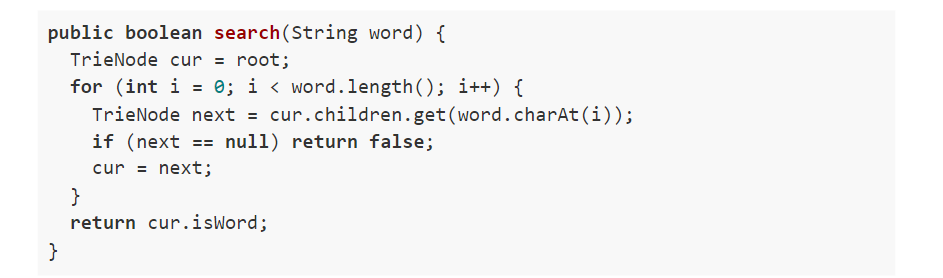 public boolean search(String word) {
  TrieNode cur = root;
  for (int i = 0; i < word.length(); i++) {
    TrieNode next = cur.children.get(word.charAt(i));
    if (next == null) return false;
    cur = next;
  }
  return cur.isWord;
}